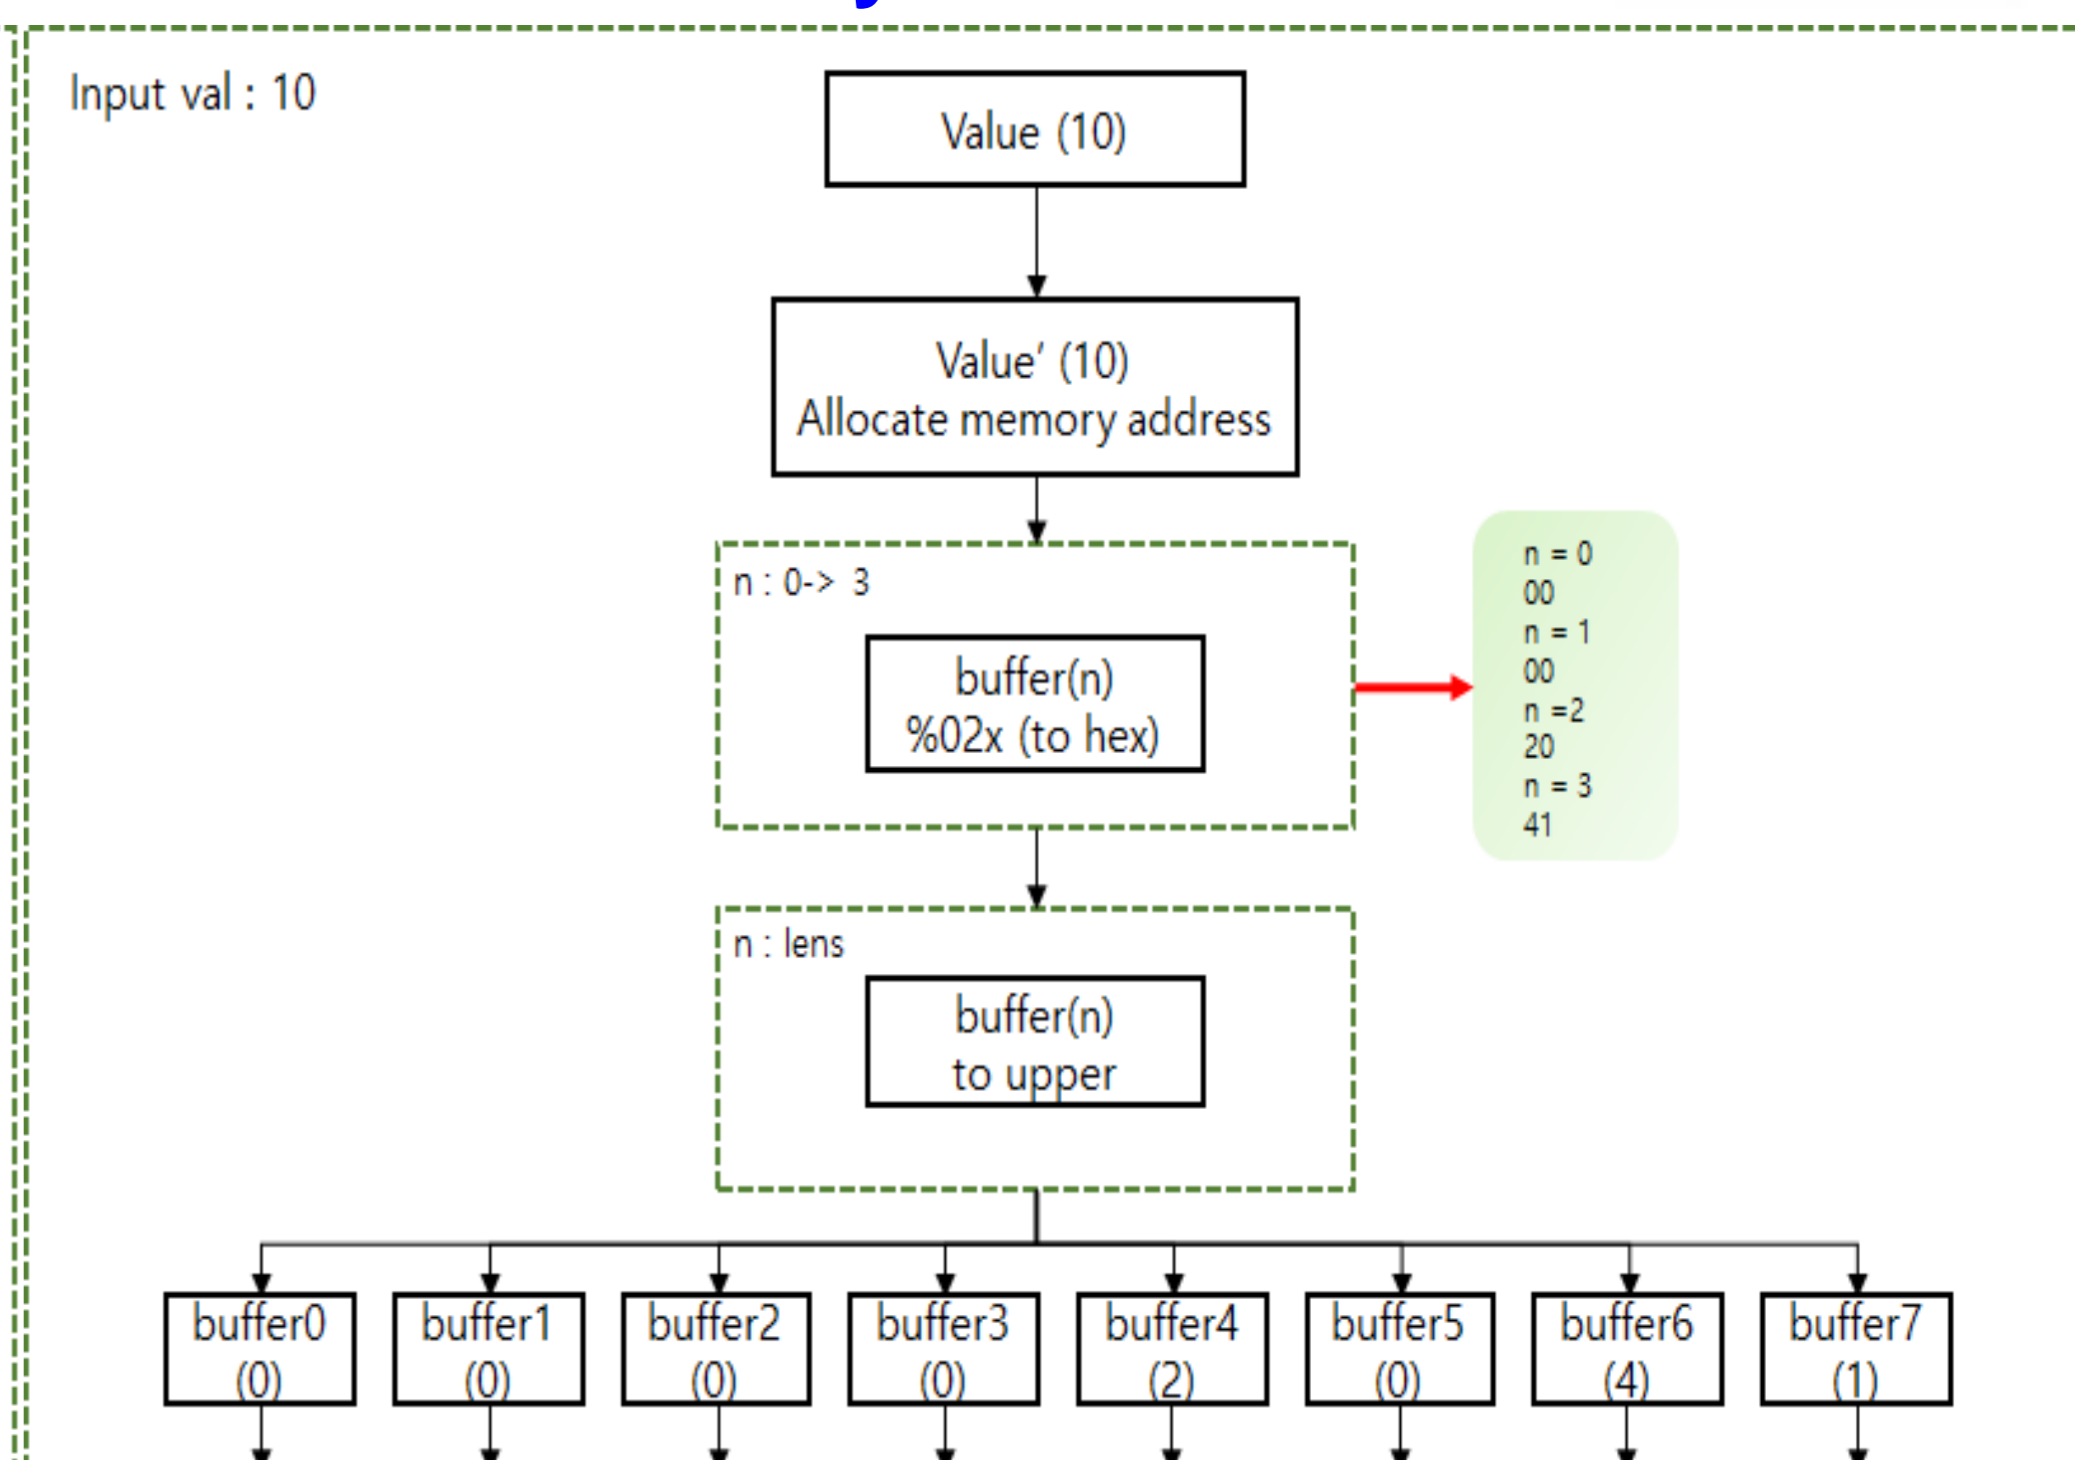 Input val : 10
Value (10)
Value’ (10)
Allocate memory address
n : 0-> 3
buffer(n)
%02x (to hex)
n = 0
00
n = 1
00
n =2
20
n = 3
41
n : lens
buffer(n)
to upper
buffer0
(0)
buffer1
(0)
buffer2
(0)
buffer3
(0)
buffer4
(2)
buffer5
(0)
buffer6
(4)
buffer7
(1)